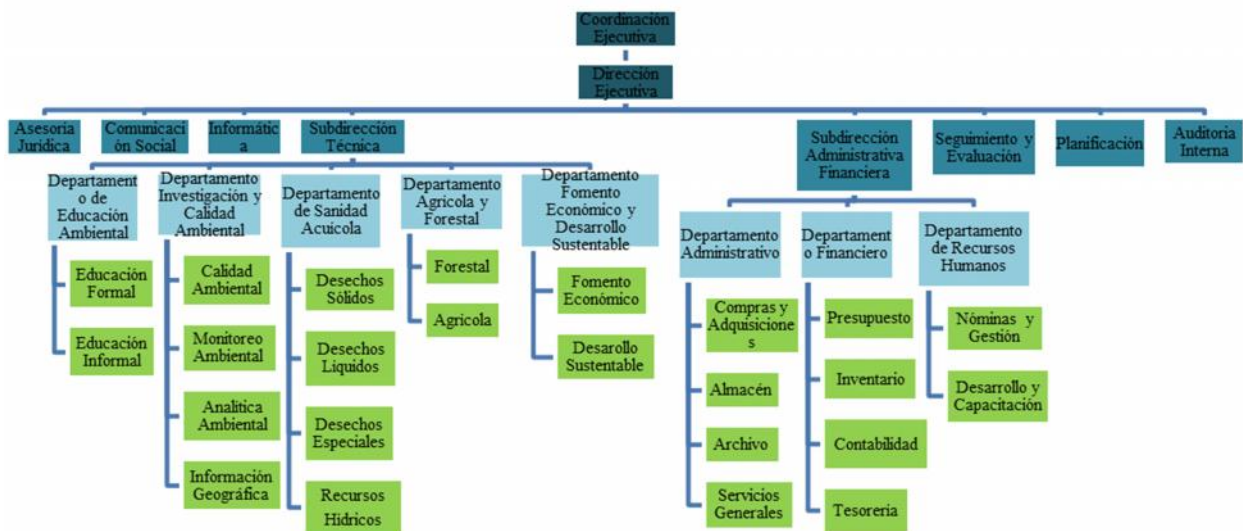 Coordinación
Ejecutiva
Dirección
Ejecutiva
Asesoría
Jurídica
Comunicaci
ón Social
Informátic
a
Subdirección
Técnica
Subdirección
Administrativa
Financiera
Seguimiento y
Evaluación
Planificación
Auditoria
Interna
Departament
o de
Educación
Ambiental
Departamento
Investigación y
Calidad
Ambiental
Departamento
de Sanidad
Acuícola
Departamento
Agrícola y
Forestal
Departamento
Fomento
Económico y
Desarrollo
Sustentable
Departamento
Administrativo
Departament
o Financiero
Departamento
de Recursos
Humanos
Educación
Formal
Educación
Informal
Calidad
Ambiental
Monitoreo
Ambiental
Analítica
Ambiental
Información
Geográfica
Desechos
Sólidos
Desechos
Líquidos
Desechos
Especiales
Recursos
Hídricos
Forestal
Agrícola
Fomento
Económico
Desarollo
Sustentable
Compras y
Adquisicione
s
Almacén
Archivo
Servicios
Generales
Presupuesto
Inventario
Contabilidad
Tesorería
Nóminas y
Gestión
Desarrollo y
Capacitación